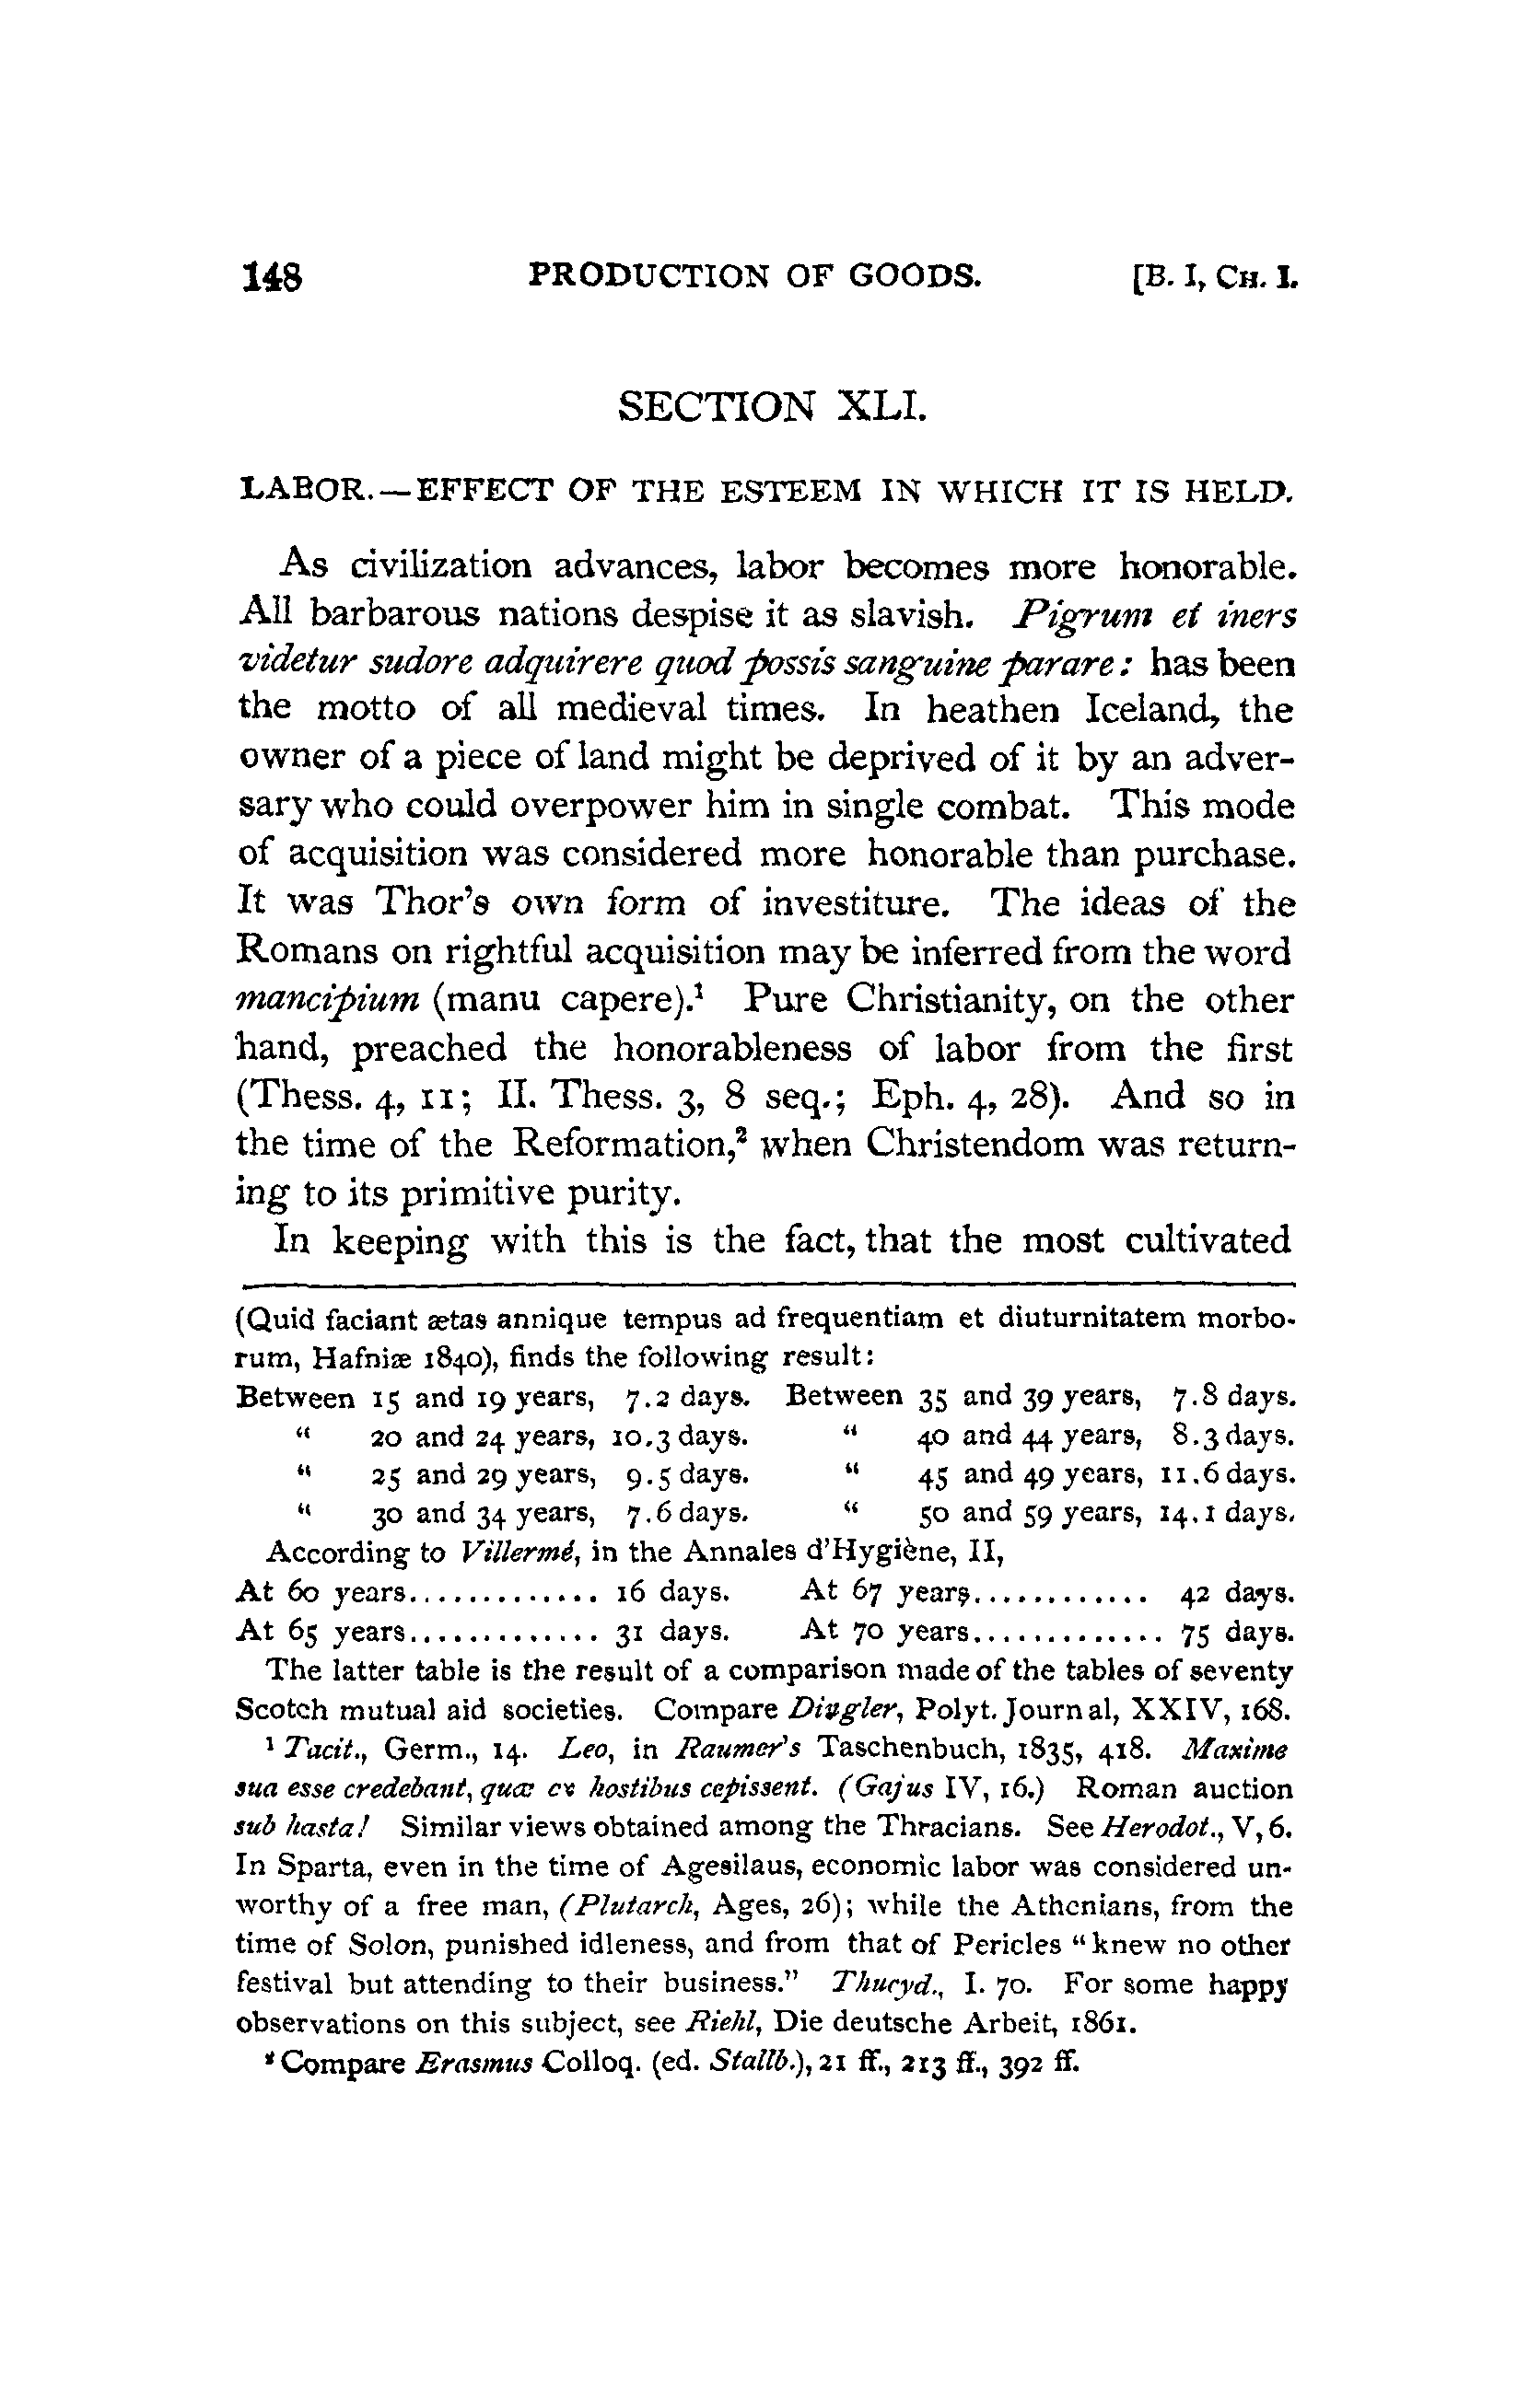 148 PRODUCTION OF GOODS. [B. I, CH. I.
SECTION XLI.
LABOR.—EFFECT OF THE ESTEEM IN WHICH IT IS HELD.
As civilization advances, labor becomes more honorable.
All barbarous nations despise it as slavish. Pigrum et iners
videtur sudore adquirere quod possis sanguine parare: has been
the motto of all medieval times. In heathen Iceland, the
owner of a piece of land might be deprived of it by an adver-
sary who could overpower him in single combat. This mode
of acquisition was considered more honorable than purchase.
It was Thor's own form of investiture. The ideas of the
Romans on rightful acquisition may be inferred from the word
mancipium (manu capere).¹ Pure Christianity, on the other
hand, preached the honorableness of labor from the first
(Thess. 4, 11; II. Thess. 3, 8 seq.; Eph. 4, 28). And so in
the time of the Reformation,² when Christendom was return-
ing to its primitive purity.
In keeping with this is the fact, that the most cultivated
(Quid faciant ætas annique tempus ad frequentiam et diuturnitatem morbo-
rum, Hafniæ 1840), finds the following result:
Between 15 and 19 years, 7.2 days. Between 35 and 39 years, 7.8 days.
" 20 and 24 years, 10.3 days. " 40 and 44 years, 8.3 days.
" 25 and 29 years, 9.5 days. " 45 and 49 years, 11.6 days.
" 30 and 34 years, 7.6 days. " 50 and 59 years, 14.1 days.
According to Villermé, in the Annales d'Hygiène, II,
At 60 years.............. 16 days. At 67 years............. 42 days.
At 65 years.............. 31 days. At 70 years.............. 75 days.
The latter table is the result of a comparison made of the tables of seventy
Scotch mutual aid societies. Compare Divgler, Polyt. Journal, XXIV, 168.
¹ Tacit., Germ., 14. Leo, in Raumer's Taschenbuch, 1835, 418. Maxime
sua esse credebant, quæ ex hostibus cepissent. (Gajus IV, 16.) Roman auction
sub hasta! Similar views obtained among the Thracians. See Herodot., V, 6.
In Sparta, even in the time of Agesilaus, economic labor was considered un-
worthy of a free man, (Plutarch, Ages, 26); while the Athenians, from the
time of Solon, punished idleness, and from that of Pericles "knew no other
festival but attending to their business." Thucyd., I. 70. For some happy
observations on this subject, see Riehl, Die deutsche Arbeit, 1861.
² Compare Erasmus Colloq. (ed. Stallb.), 21 ff., 213 ff., 392 ff.